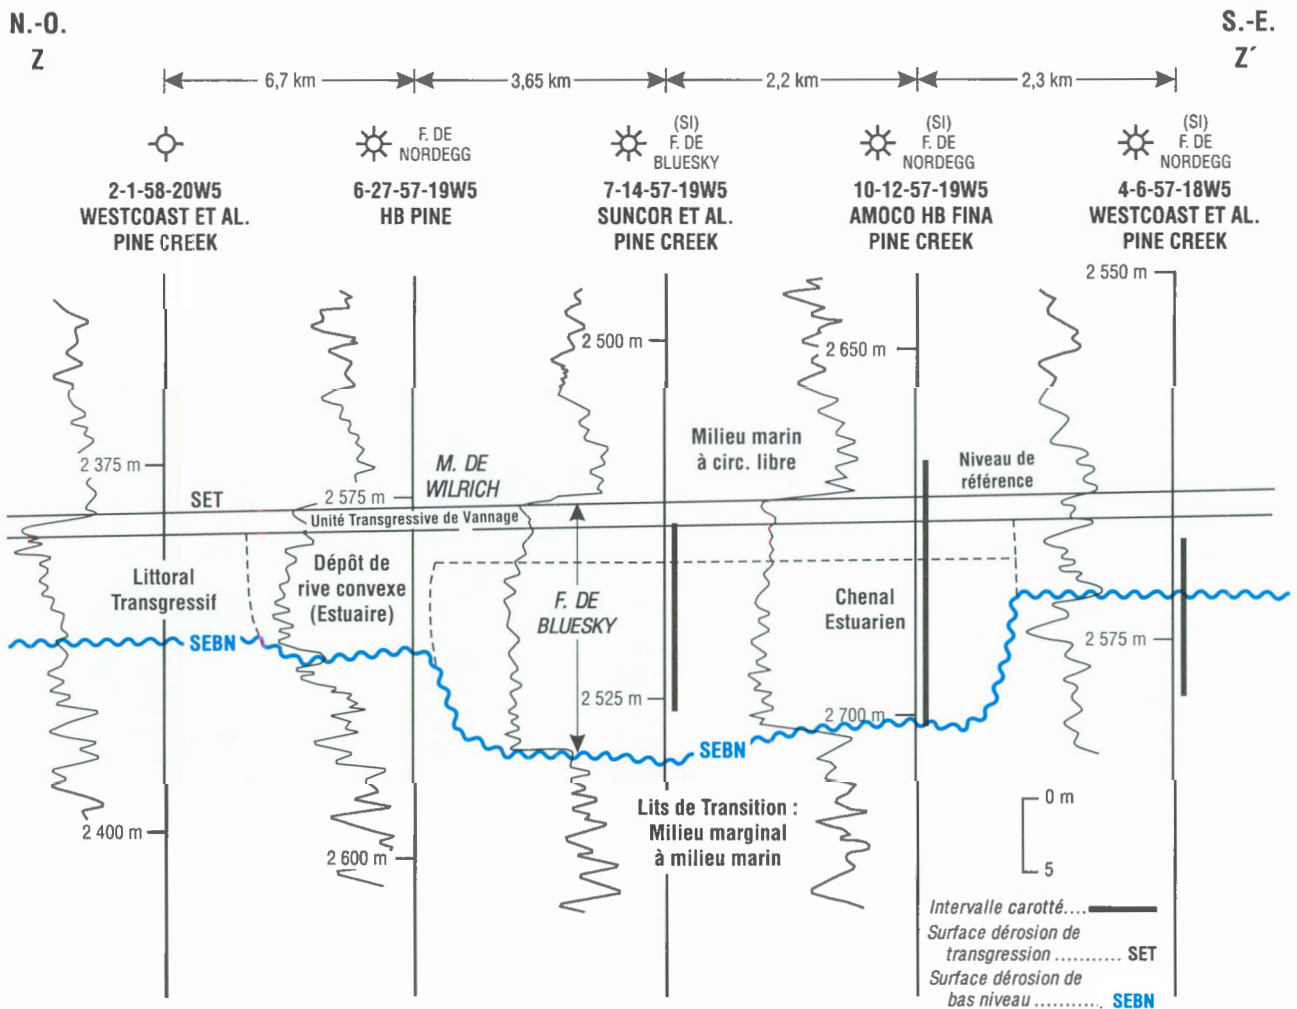 N.-O.
Z
S.-E.
Z´
6,7 km
3,65 km
2,2 km
2,3 km
F. DE
NORDEGG
(SI)
F. DE
BLUESKY
(SI)
F. DE
NORDEGG
(SI)
F. DE
NORDEGG
2-1-58-20W5
WESTCOAST ET AL.
PINE CREEK
6-27-57-19W5
HB PINE
7-14-57-19W5
SUNCOR ET AL.
PINE CREEK
10-12-57-19W5
AMOCO HB FINA
PINE CREEK
4-6-57-18W5
WESTCOAST ET AL.
PINE CREEK
2 550 m
2 500 m
2 650 m
Milieu marin
à circ. libre
2 375 m
M. DE
WILRICH
Niveau de
référence
SET
2 575 m
Unité Transgressive de Vannage
Littoral
Transgressif
Dépôt de
rive convexe
(Estuaire)
F. DE
BLUESKY
Chenal
Estuarien
SEBN
2 575 m
2 525 m
2 700 m
SEBN
Lits de Transition :
Milieu marginal
à milieu marin
0 m
5
2 400 m
2 600 m
Intervalle carotté....
Surface dérosion de
transgression ........... SET
Surface dérosion de
bas niveau ........... SEBN